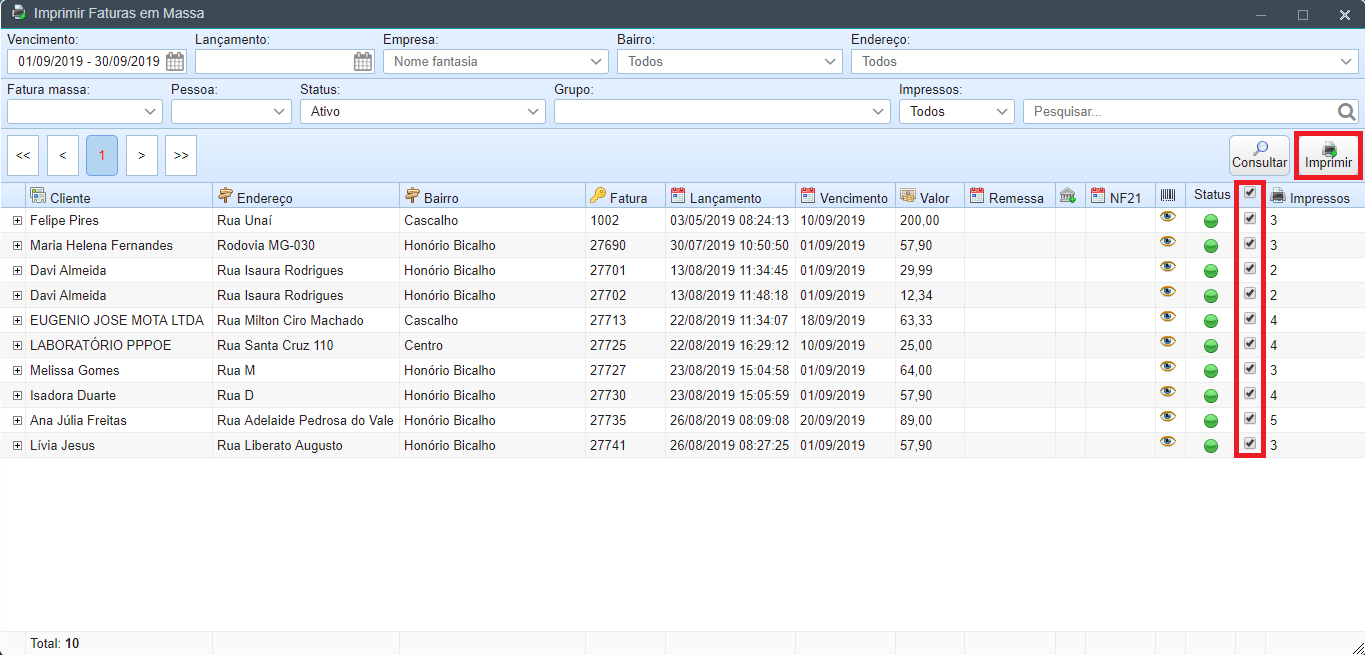 Imprimir Faturas em Massa
Vencimento: Lançamento: Empresa: Bairro: Endereço:
01/09/2019 - 30/09/2019 Nome fantasia Todos Todos
Fatura massa: Pessoa: Status: Grupo: Impressos:
Ativo Todos Pesquisar...
<< < 1 > >> Consultar Imprimir
Cliente Endereço Bairro Fatura Lançamento Vencimento Valor Remessa NF21 Status Impressos
Felipe Pires Rua Unaí Cascalho 1002 03/05/2019 08:24:13 10/09/2019 200,00 3
Maria Helena Fernandes Rodovia MG-030 Honório Bicalho 27690 30/07/2019 10:50:50 01/09/2019 57,90 3
Davi Almeida Rua Isaura Rodrigues Honório Bicalho 27701 13/08/2019 11:34:45 01/09/2019 29,99 2
Davi Almeida Rua Isaura Rodrigues Honório Bicalho 27702 13/08/2019 11:48:18 01/09/2019 12,34 2
EUGENIO JOSE MOTA LTDA Rua Milton Ciro Machado Cascalho 27713 22/08/2019 11:34:07 18/09/2019 63,33 4
LABORATÓRIO PPPOE Rua Santa Cruz 110 Centro 27725 22/08/2019 16:29:12 10/09/2019 25,00 4
Melissa Gomes Rua M Honório Bicalho 27727 23/08/2019 15:04:58 01/09/2019 64,00 3
Isadora Duarte Rua D Honório Bicalho 27730 23/08/2019 15:05:59 01/09/2019 57,90 4
Ana Júlia Freitas Rua Adelaide Pedrosa do Vale Honório Bicalho 27735 26/08/2019 08:09:08 20/09/2019 89,00 5
Lívia Jesus Rua Liberato Augusto Honório Bicalho 27741 26/08/2019 08:27:25 01/09/2019 57,90 3
Total: 10